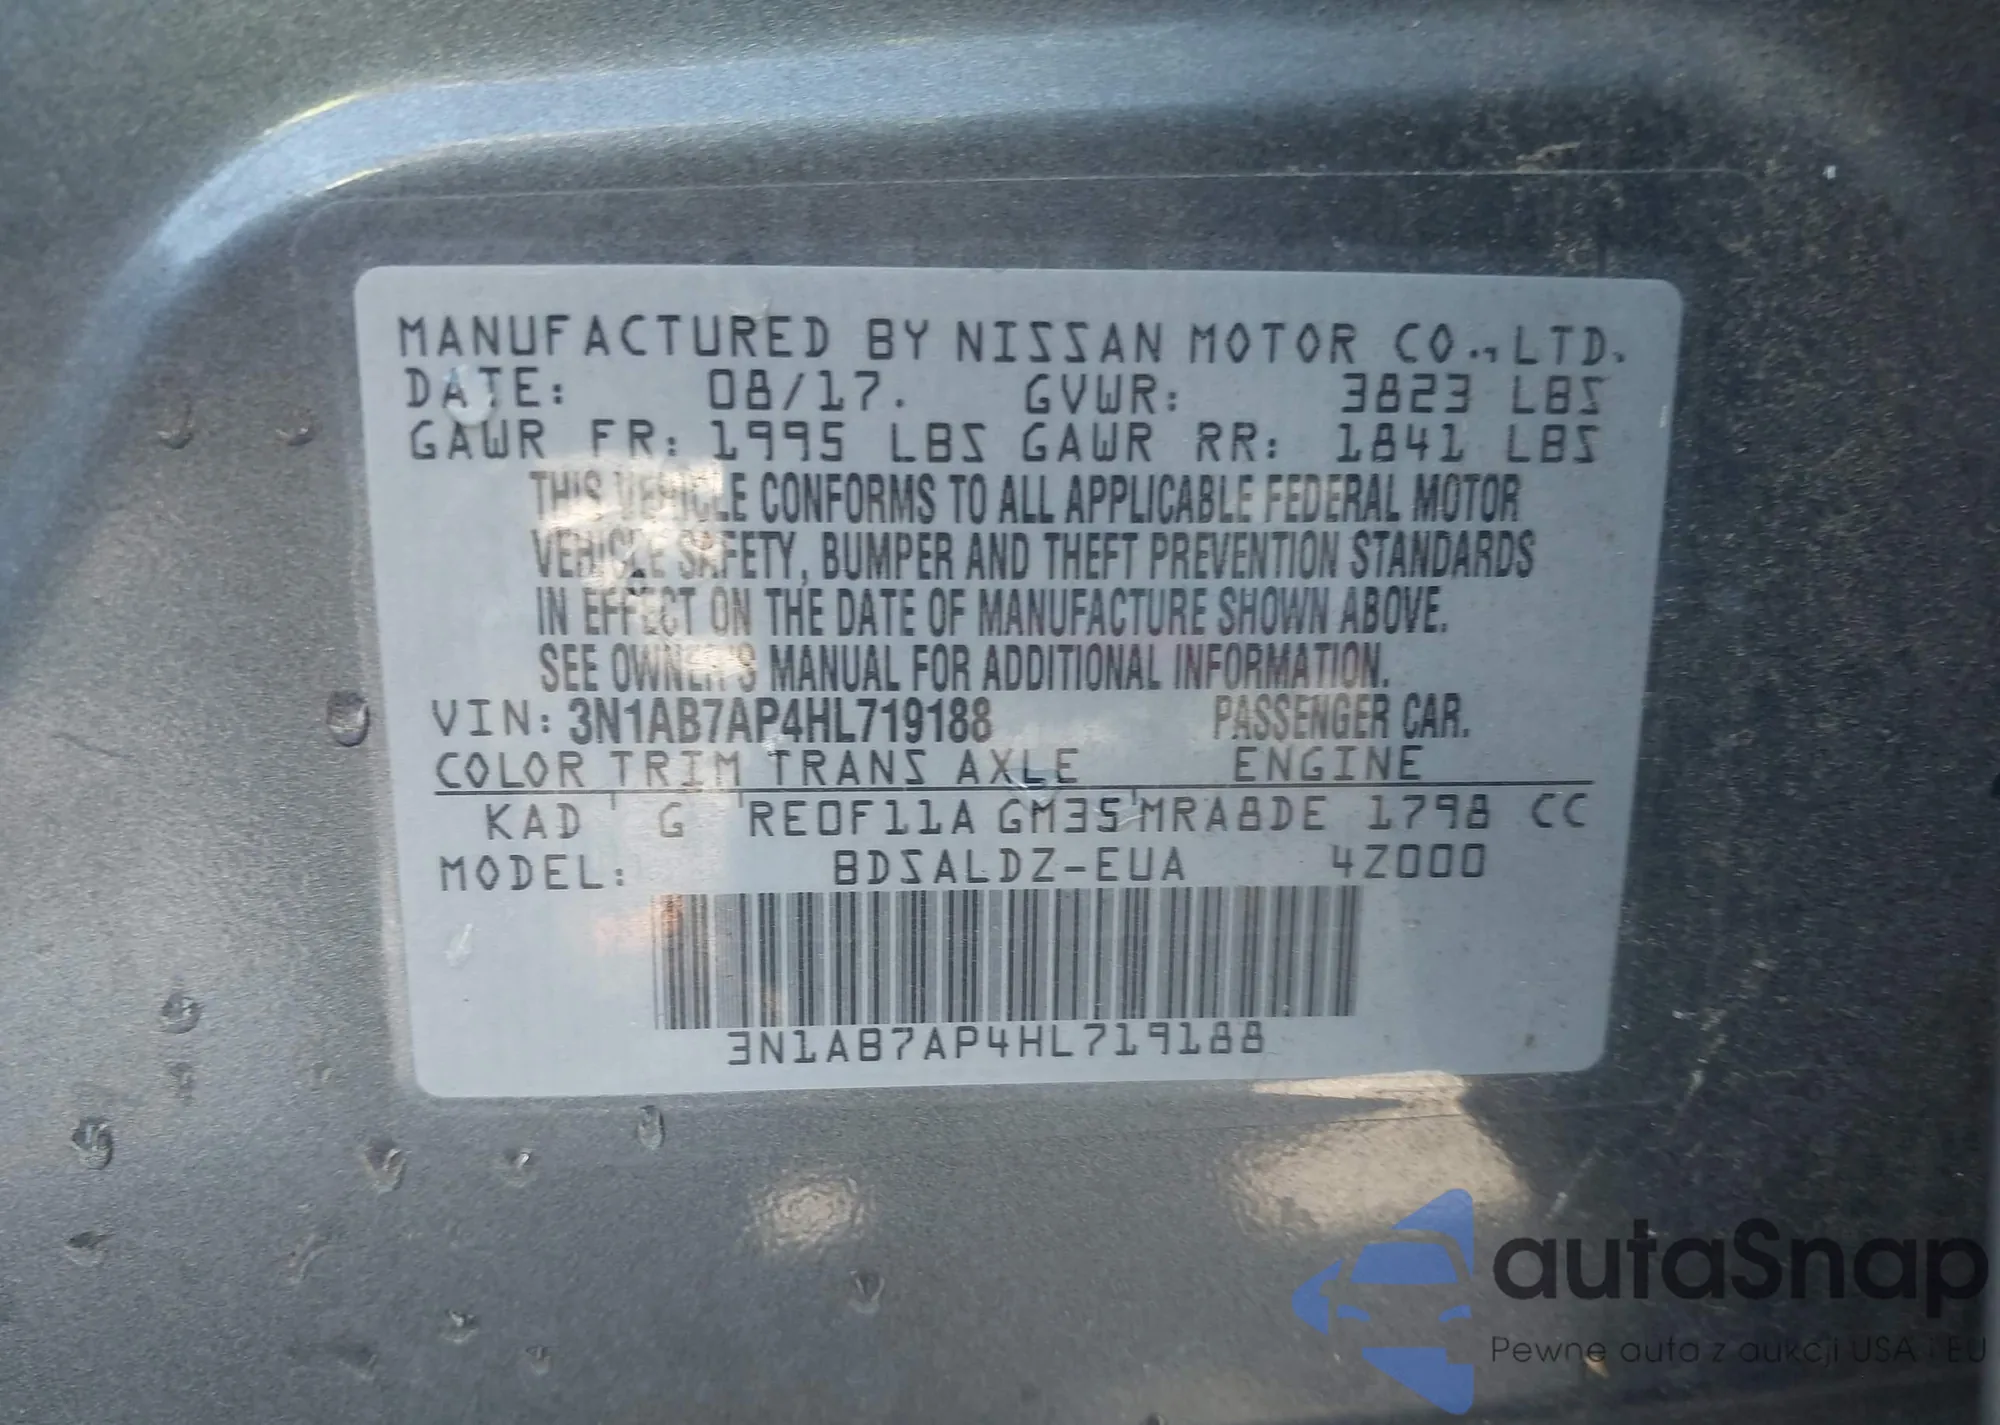 MANUFACTURED BY NISSAN MOTOR CO., LTD.
DATE: 08/17. GVWR: 3823 LBS
GAWR FR: 1995 LBS GAWR RR: 1841 LBS
THIS VEHICLE CONFORMS TO ALL APPLICABLE FEDERAL MOTOR
VEHICLE SAFETY, BUMPER AND THEFT PREVENTION STANDARDS
IN EFFECT ON THE DATE OF MANUFACTURE SHOWN ABOVE.
SEE OWNER'S MANUAL FOR ADDITIONAL INFORMATION.
VIN: 3N1AB7AP4HL719188 PASSENGER CAR.
COLOR TRIM TRANS AXLE ENGINE
KAD G RE0F11A GM35 MRA8DE 1798 CC
MODEL: BDSALDZ-EUA 4Z000
3N1AB7AP4HL719188
autaSnap
Pewne auta z aukcji USA i EU